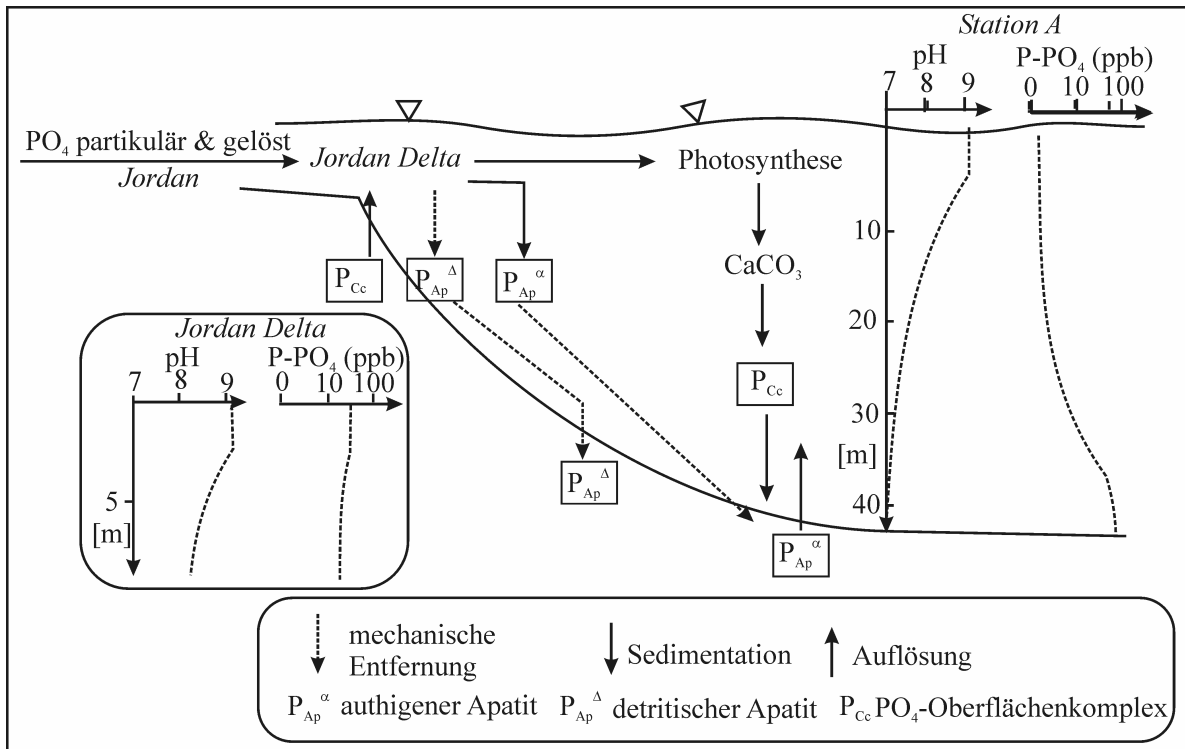 Station A
pH
P-PO4 (ppb)
7 8 9
0 10 100
PO4 partikulär & gelöst
Jordan
Jordan Delta
Photosynthese
10
PCc
PApΔ
PApα
CaCO3
20
Jordan Delta
pH
P-PO4 (ppb)
7 8 9
0 10 100
PCc
30
[m]
PApΔ
5
[m]
40
PApα
mechanische
Entfernung
Sedimentation
Auflösung
PApα authigener Apatit
PApΔ detritischer Apatit
PCc PO4-Oberflächenkomplex